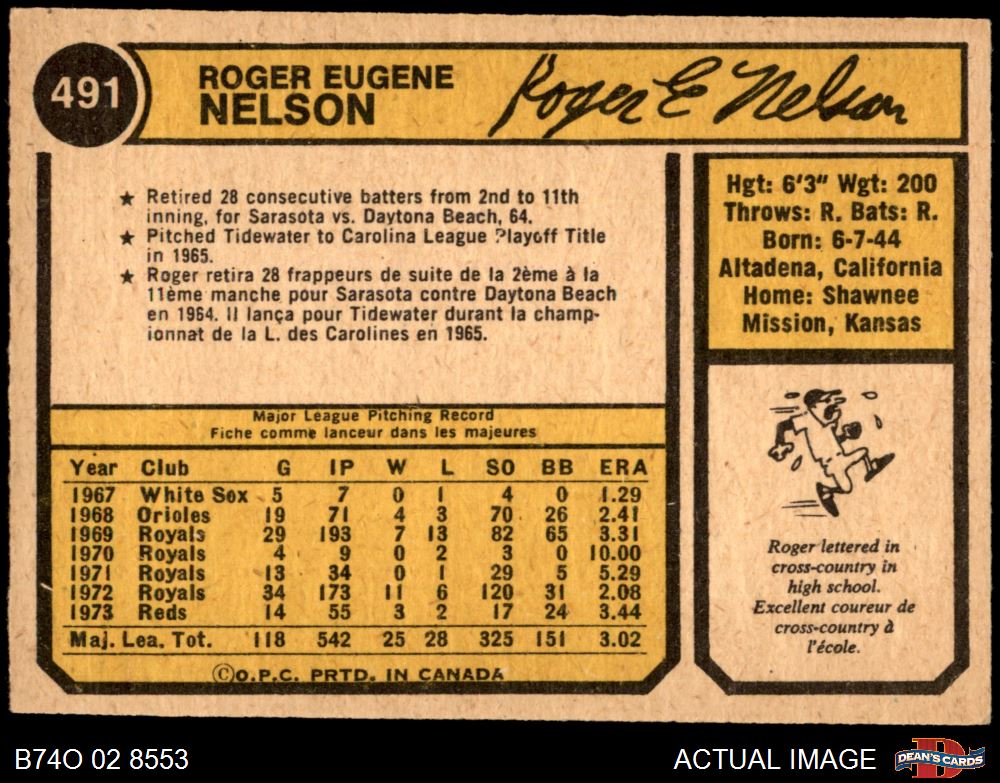 491
ROGER EUGENE
NELSON
Roger E Nelson
★ Retired 28 consecutive batters from 2nd to 11th
inning, for Sarasota vs. Daytona Beach, 64.
★ Pitched Tidewater to Carolina League Playoff Title
in 1965.
★ Roger retira 28 frappeurs de suite de la 2ème à la
11ème manche pour Sarasota contre Daytona Beach
en 1964. Il lança pour Tidewater durant la champ-
ionnat de la L. des Carolines en 1965.
Hgt: 6'3" Wgt: 200
Throws: R. Bats: R.
Born: 6-7-44
Altadena, California
Home: Shawnee
Mission, Kansas
Major League Pitching Record
Fiche comme lanceur dans les majeures
Year Club G IP W L SO BB ERA
1967 White Sox 5 7 0 1 4 0 1.29
1968 Orioles 19 71 4 3 70 26 2.41
1969 Royals 29 193 7 13 82 65 3.31
1970 Royals 4 9 0 2 3 0 10.00
1971 Royals 13 34 0 1 29 5 5.29
1972 Royals 34 173 11 6 120 31 2.08
1973 Reds 14 55 3 2 17 24 3.44
Maj. Lea. Tot. 118 542 25 28 325 151 3.02
©O.P.C. PRTD. IN CANADA
Roger lettered in
cross-country in
high school.
Excellent coureur de
cross-country à
l'école.
B74O 02 8553
ACTUAL IMAGE
D
DEAN'S CARDS